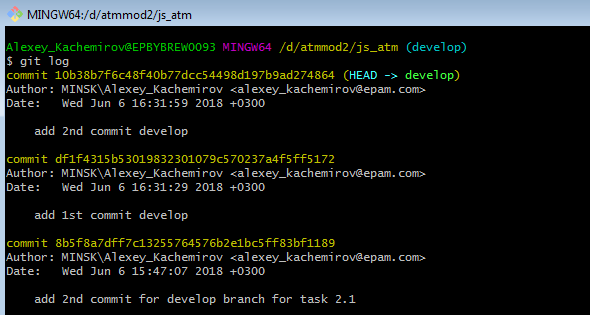 MINGW64:/d/atmmod2/js_atm
Alexey_Kachemirov@EPBYBREW0093 MINGW64 /d/atmmod2/js_atm (develop)
$ git log
commit 10b38b7f6c48f40b77dcc54498d197b9ad274864 (HEAD -> develop)
Author: MINSK\Alexey_Kachemirov <alexey_kachemirov@epam.com>
Date:   Wed Jun 6 16:31:59 2018 +0300
    add 2nd commit develop
commit df1f4315b53019832301079c570237a4f5ff5172
Author: MINSK\Alexey_Kachemirov <alexey_kachemirov@epam.com>
Date:   Wed Jun 6 16:31:29 2018 +0300
    add 1st commit develop
commit 8b5f8a7dff7c13255764576b2e1bc5ff83bf1189
Author: MINSK\Alexey_Kachemirov <alexey_kachemirov@epam.com>
Date:   Wed Jun 6 15:47:07 2018 +0300
    add 2nd commit for develop branch for task 2.1